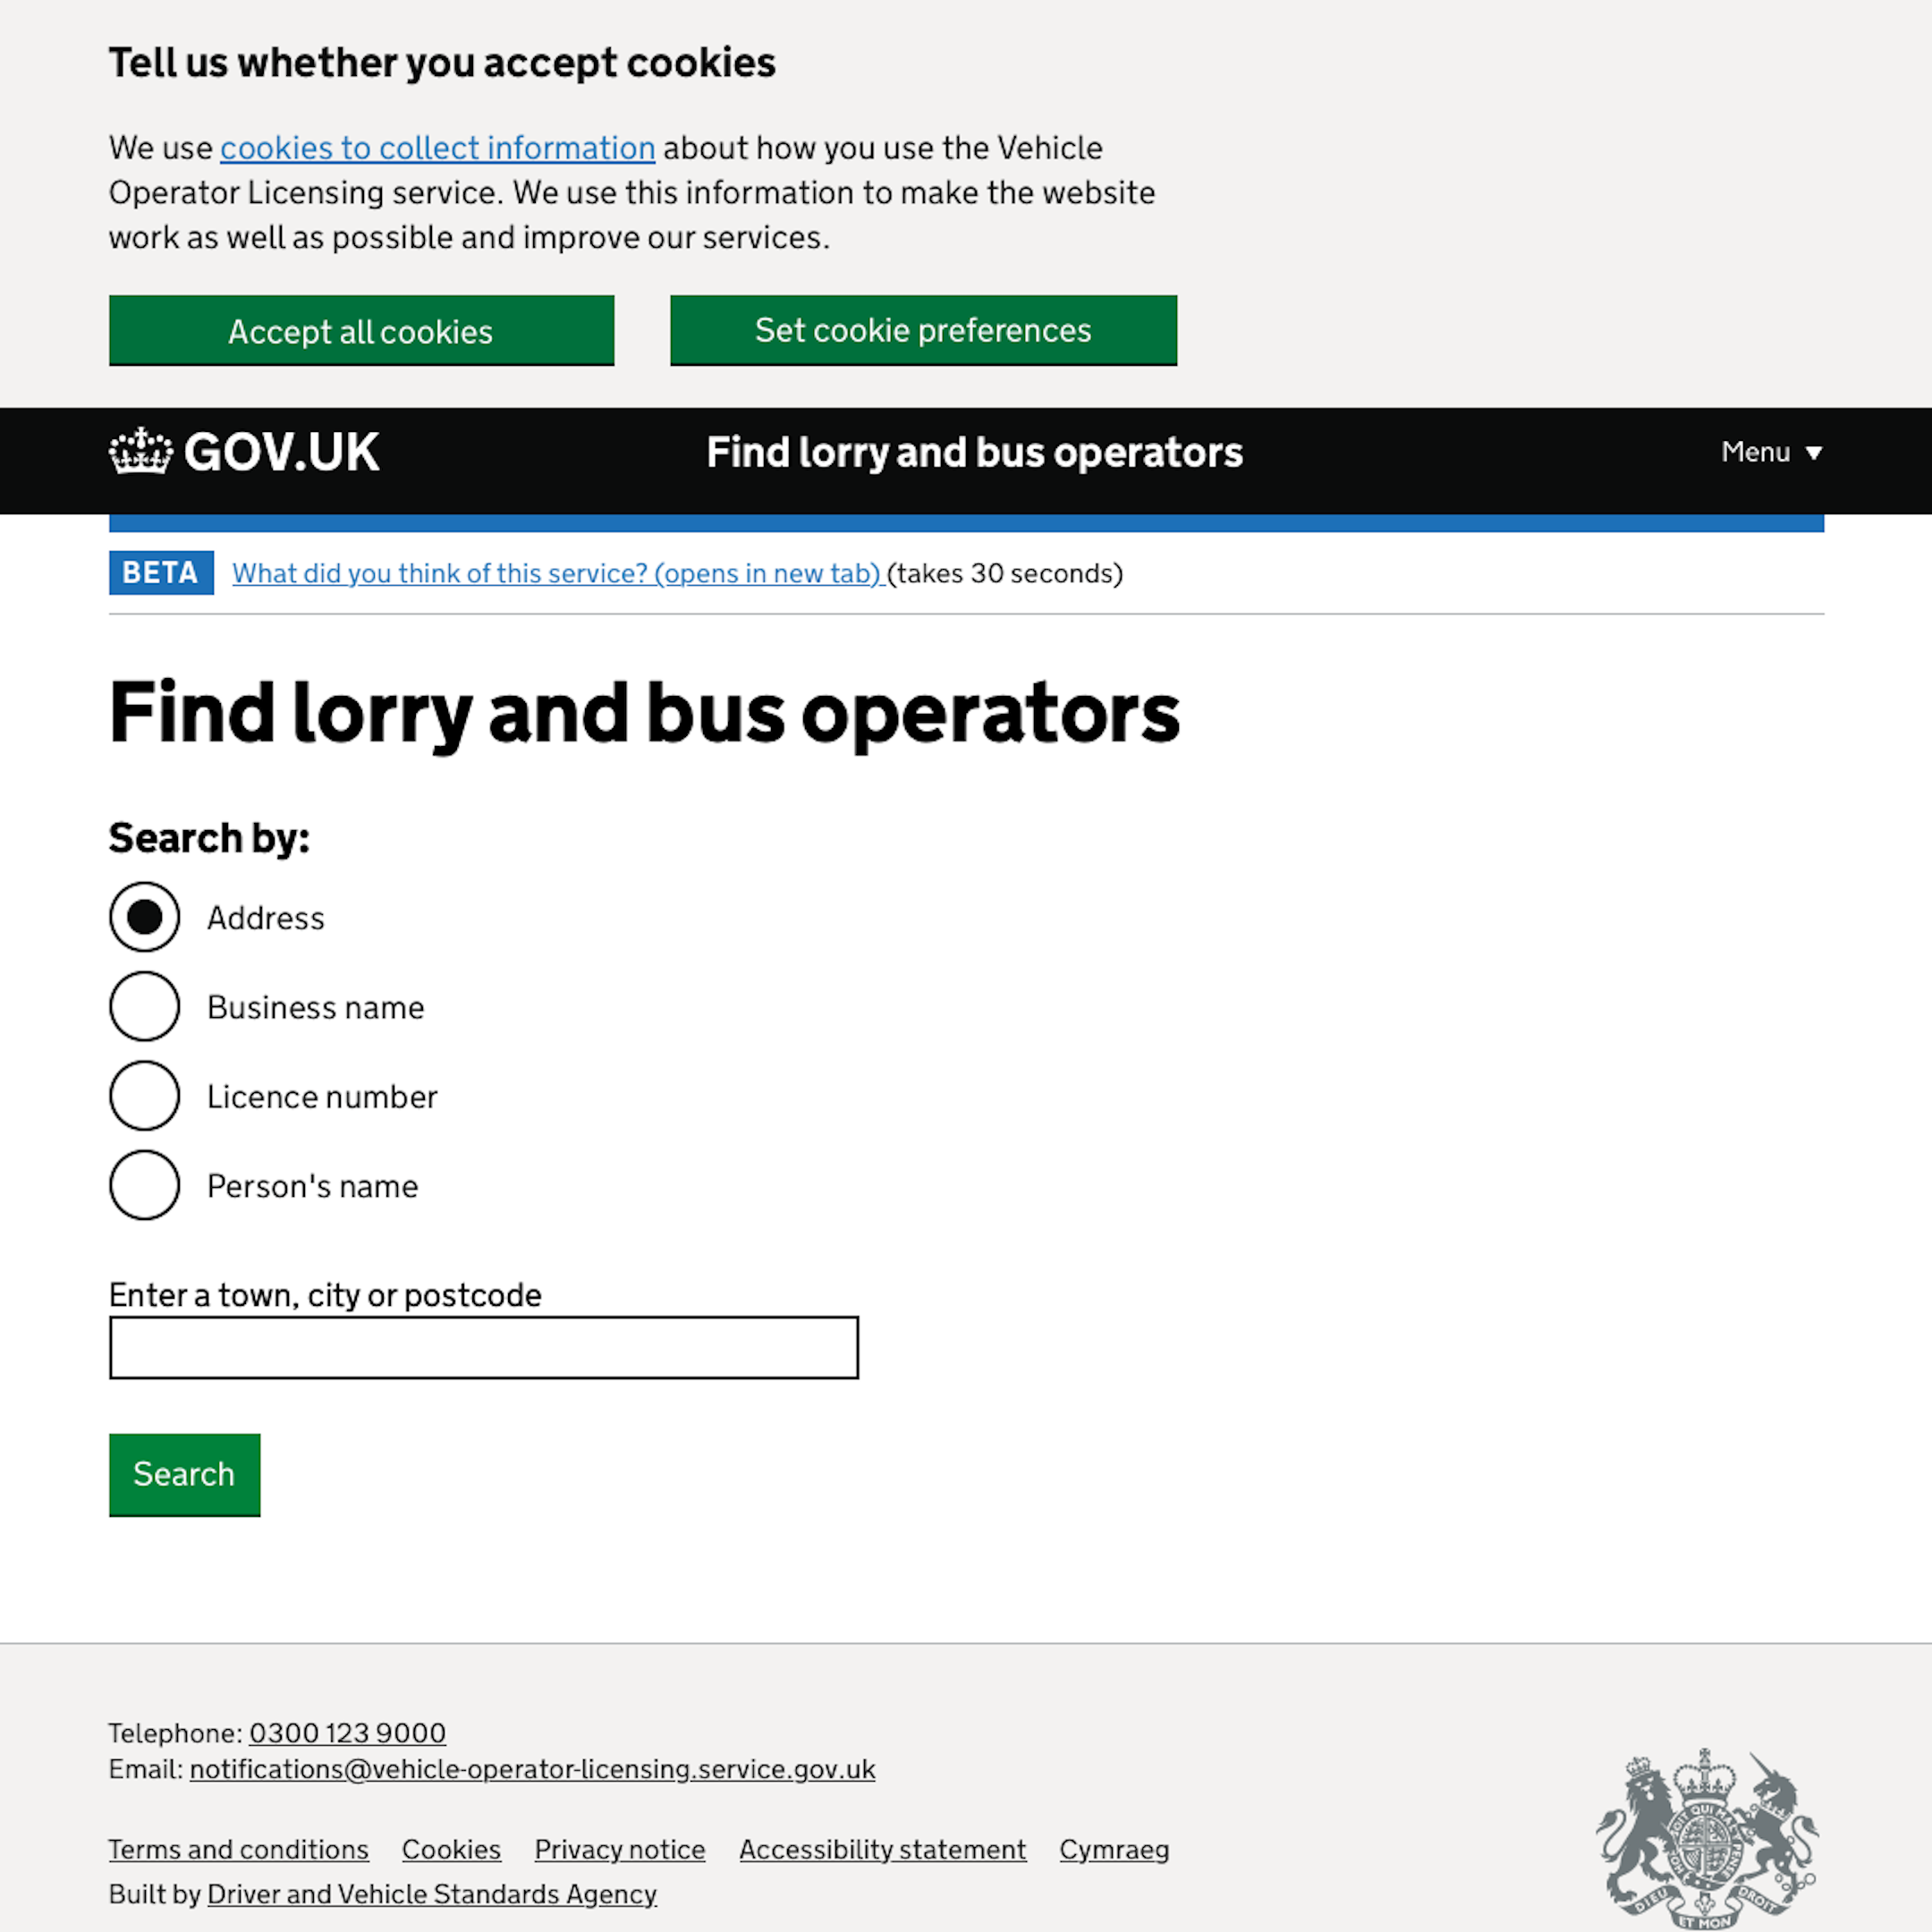 Tell us whether you accept cookies
We use cookies to collect information about how you use the Vehicle
Operator Licensing service. We use this information to make the website
work as well as possible and improve our services.
Accept all cookies
Set cookie preferences
GOV.UK
Find lorry and bus operators
Menu ▼
BETA
What did you think of this service? (opens in new tab) (takes 30 seconds)
Find lorry and bus operators
Search by:
Address
Business name
Licence number
Person's name
Enter a town, city or postcode
Search
Telephone: 0300 123 9000
Email: notifications@vehicle-operator-licensing.service.gov.uk
Terms and conditions Cookies Privacy notice Accessibility statement Cymraeg
Built by Driver and Vehicle Standards Agency
DIEU ET MON DROIT